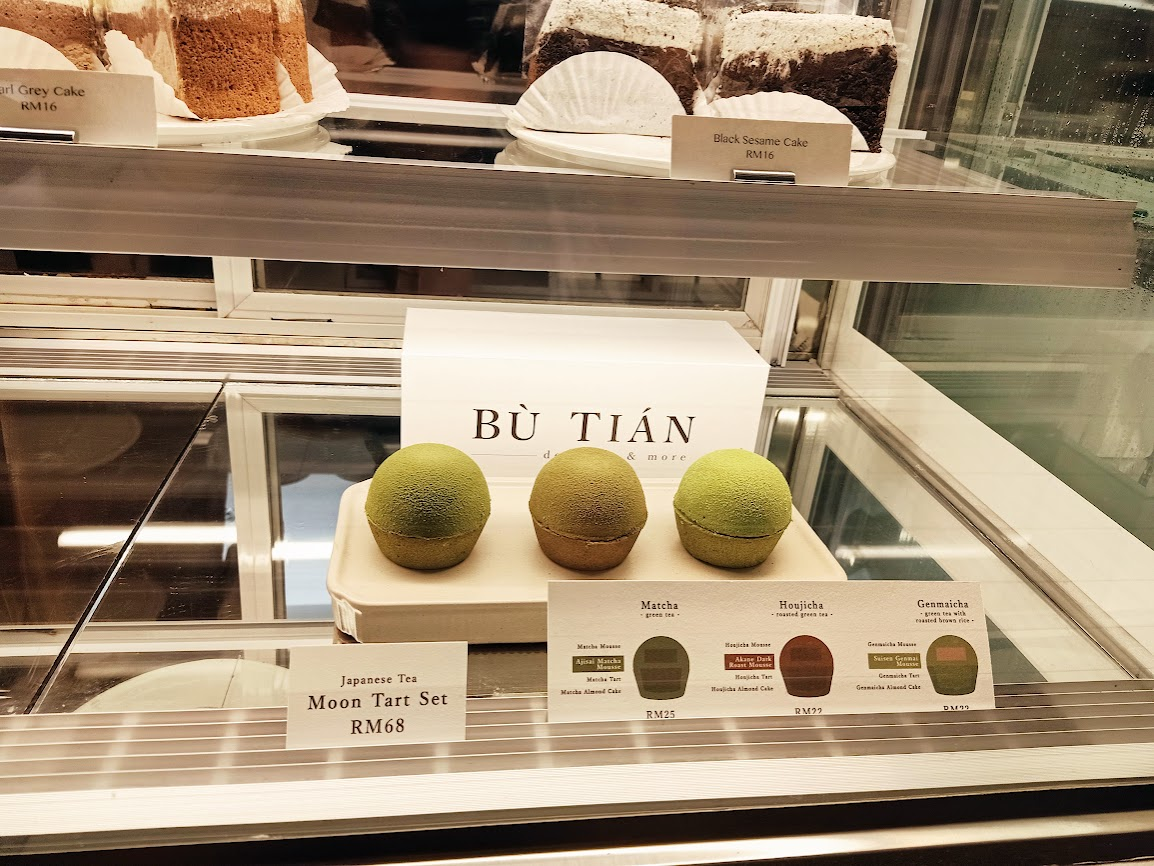 Grey Cake
RM16
Black Sesame Cake
RM16
BÙ TIÁN
& more
Japanese Tea
Moon Tart Set
RM68
Matcha
- green tea -
Matcha Mousse
Ajisai Matcha
Mousse
Matcha Tart
Matcha Almond Cake
RM25
Houjicha
- roasted green tea -
Houjicha Mousse
Akane Dark
Roast Mousse
Houjicha Tart
Houjicha Almond Cake
RM22
Genmaicha
- green tea with
roasted brown rice -
Genmaicha Mousse
Suisen Genmai
Mousse
Genmaicha Tart
Genmaicha Almond Cake